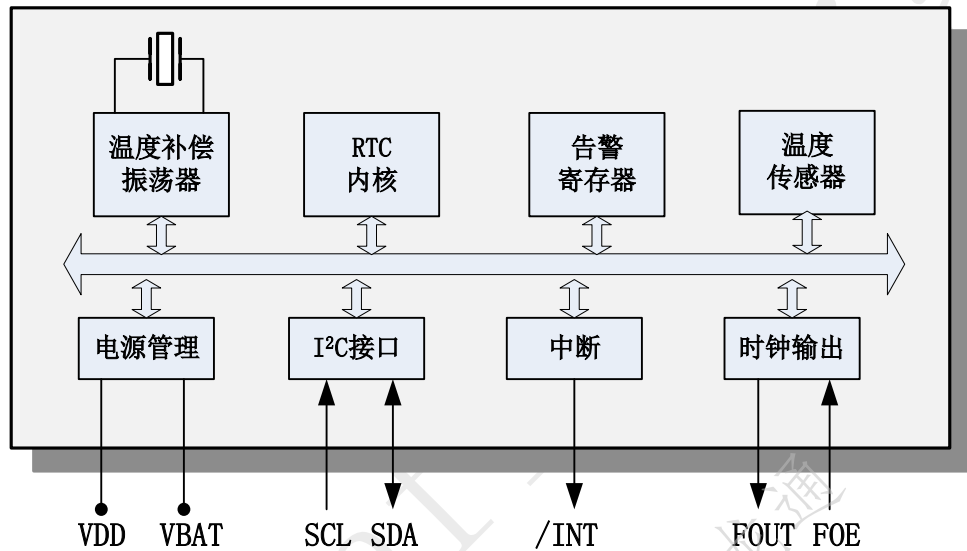 温度补偿
振荡器
RTC
内核
告警
寄存器
温度
传感器
电源管理
I²C接口
中断
时钟输出
VDD VBAT SCL SDA /INT FOUT FOE